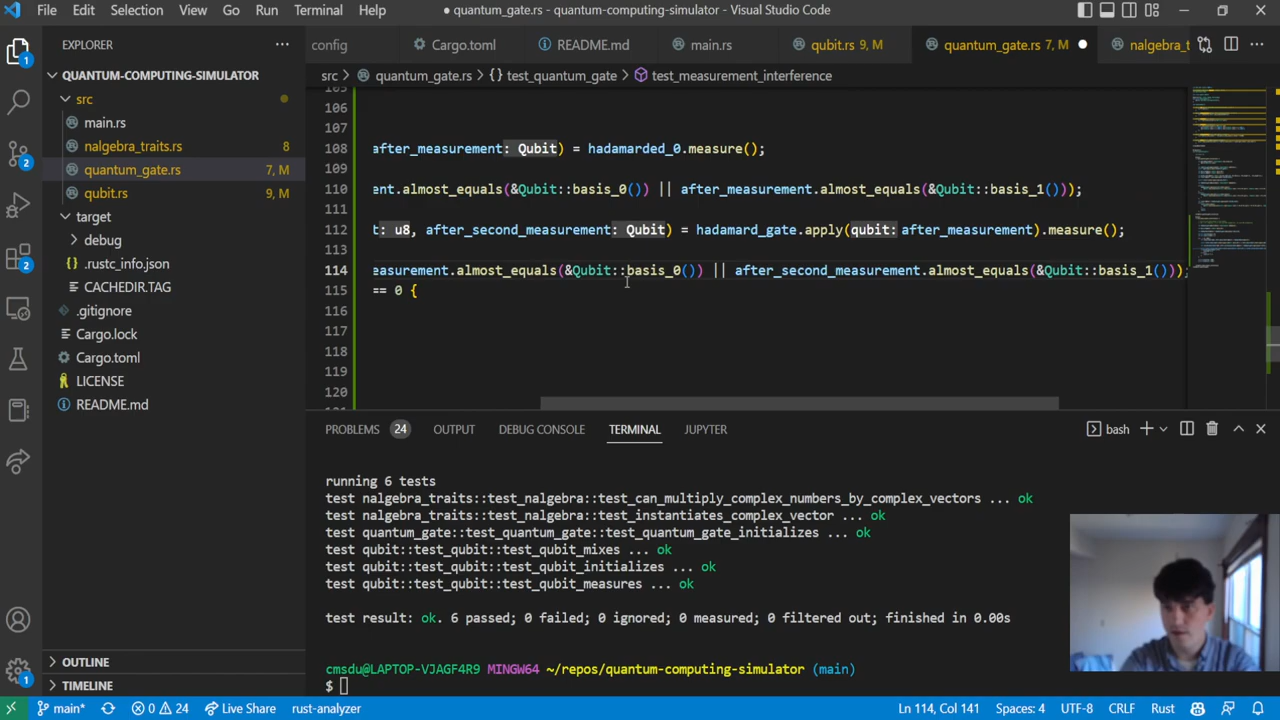 File Edit Selection View Go Run Terminal Help
● quantum_gate.rs - quantum-computing-simulator - Visual Studio Code
EXPLORER
config Cargo.toml README.md main.rs qubit.rs 9, M quantum_gate.rs 7, M nalgebra_t
src > quantum_gate.rs > {} test_quantum_gate > test_measurement_interference
QUANTUM-COMPUTING-SIMULATOR
src
main.rs
nalgebra_traits.rs 8
quantum_gate.rs 7, M
qubit.rs 9, M
target
debug
.rustc_info.json
CACHEDIR.TAG
.gitignore
Cargo.lock
Cargo.toml
LICENSE
README.md
OUTLINE
TIMELINE
105
106
107
108 after_measurement: Qubit) = hadamarded_0.measure();
109
110 ent.almost_equals(&Qubit::basis_0()) || after_measurement.almost_equals(&Qubit::basis_1());
111
112 t: u8, after_second_measurement: Qubit) = hadamard_gate.apply(qubit: after_measurement).measure();
113
114 easurement.almost_equals(&Qubit::basis_0()) || after_second_measurement.almost_equals(&Qubit::basis_1());
115 == 0 {
116
117
118
119
120
PROBLEMS 24 OUTPUT DEBUG CONSOLE TERMINAL JUPYTER
bash
running 6 tests
test nalgebra_traits::test_nalgebra::test_can_multiply_complex_numbers_by_complex_vectors ... ok
test nalgebra_traits::test_nalgebra::test_instantiates_complex_vector ... ok
test quantum_gate::test_quantum_gate::test_quantum_gate_initializes ... ok
test qubit::test_qubit::test_qubit_mixes ... ok
test qubit::test_qubit::test_qubit_initializes ... ok
test qubit::test_qubit::test_qubit_measures ... ok
test result: ok. 6 passed; 0 failed; 0 ignored; 0 measured; 0 filtered out; finished in 0.00s
cmsdu@LAPTOP-VJAGF4R9 MINGW64 ~/repos/quantum-computing-simulator (main)
$
1
2
2
1
main* 0 24 Live Share rust-analyzer Ln 114, Col 141 Spaces: 4 UTF-8 CRLF Rust